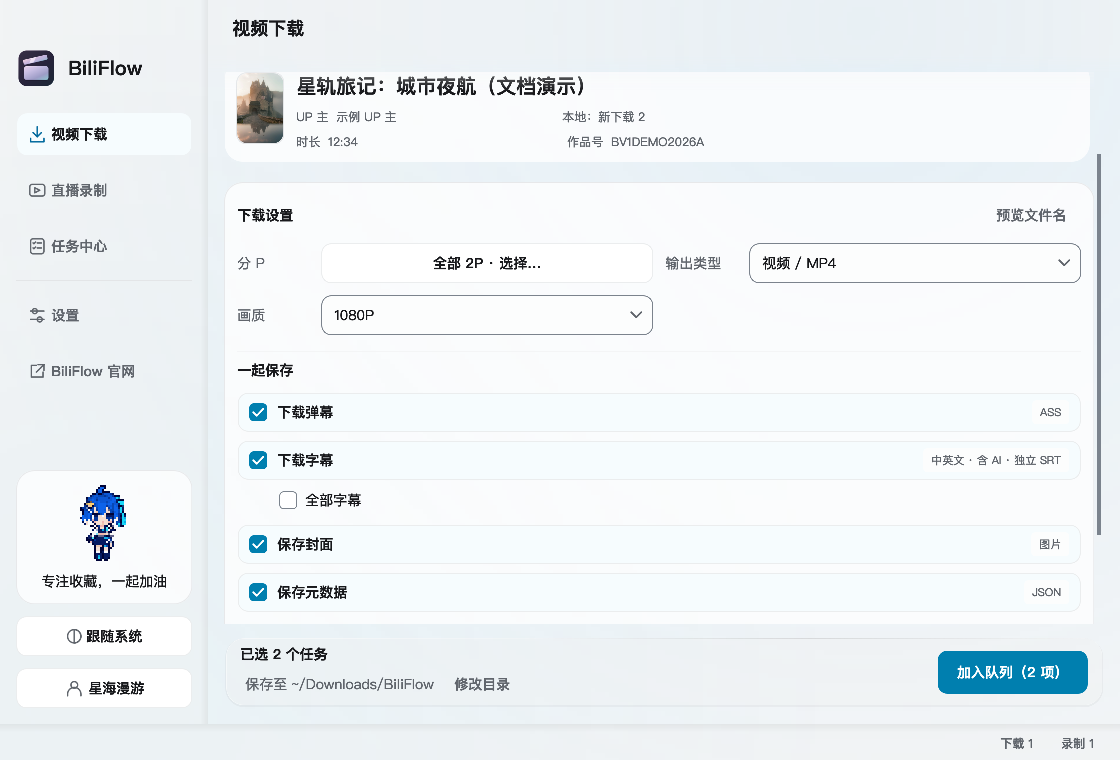 BiliFlow
视频下载
直播录制
任务中心
设置
BiliFlow 官网
专注收藏，一起加油
跟随系统
星海漫游
视频下载
星轨旅记：城市夜航（文档演示）
UP 主 示例 UP 主
本地：新下载 2
时长 12:34
作品号 BV1DEMO2026A
下载设置
预览文件名
分 P
全部 2P · 选择...
输出类型
视频 / MP4
画质
1080P
一起保存
下载弹幕
ASS
下载字幕
中英文 · 含 AI · 独立 SRT
全部字幕
保存封面
图片
保存元数据
JSON
已选 2 个任务
保存至 ~/Downloads/BiliFlow
修改目录
加入队列（2 项）
下载 1
录制 1